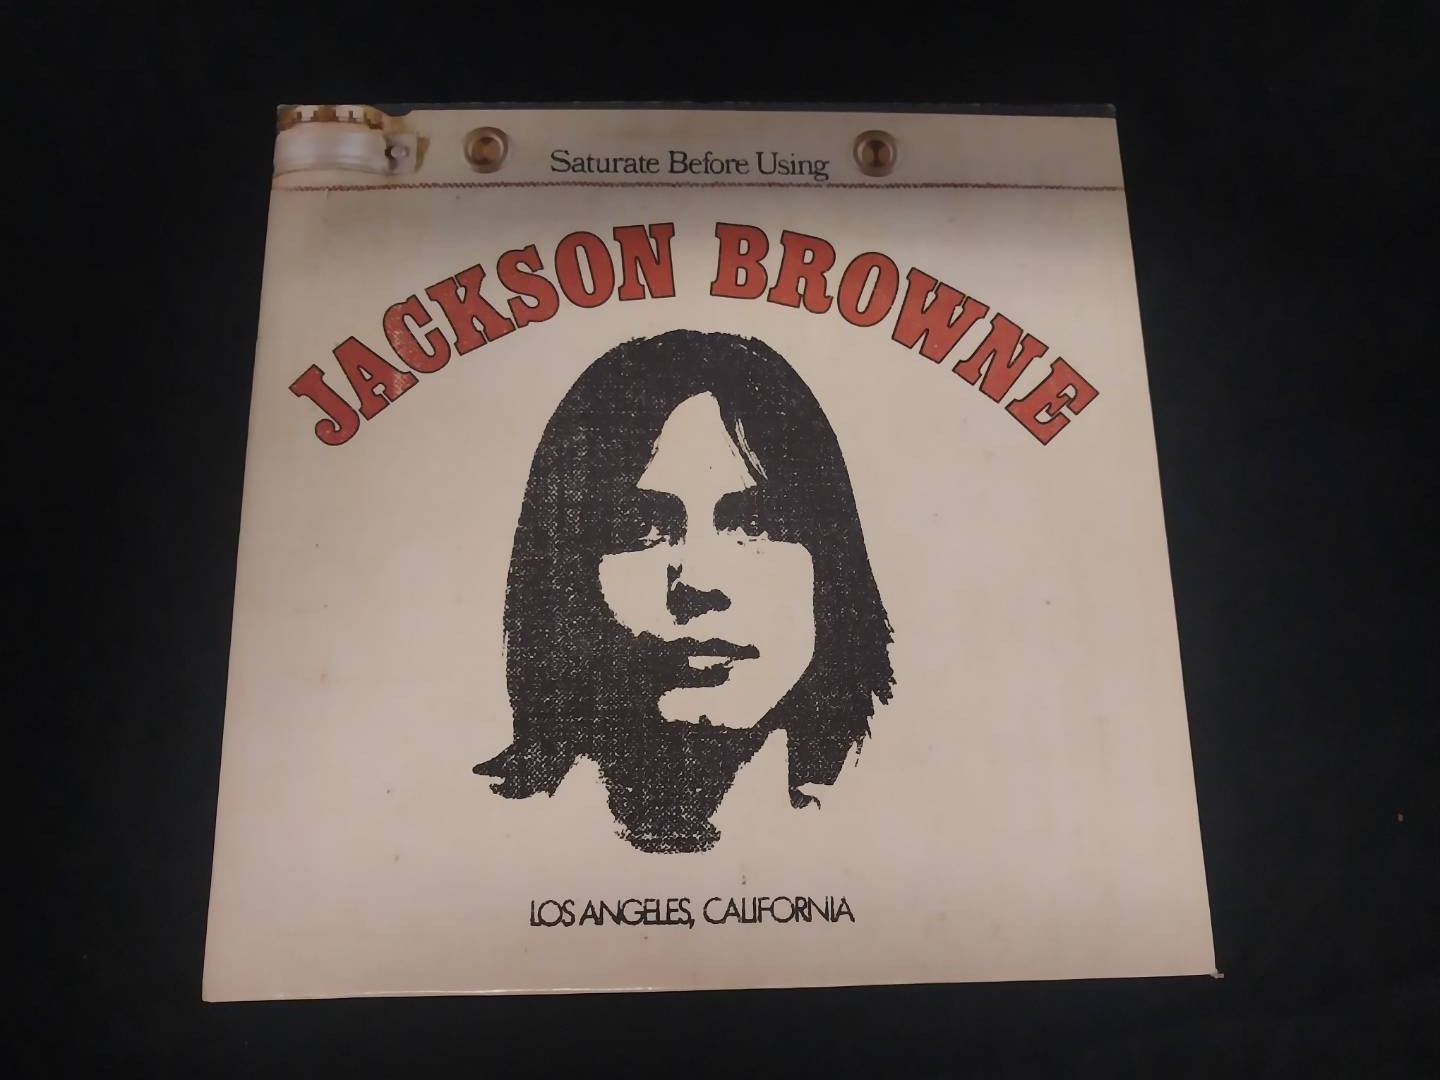 Saturate Before Using
JACKSON BROWNE
LOS ANGELES, CALIFORNIA